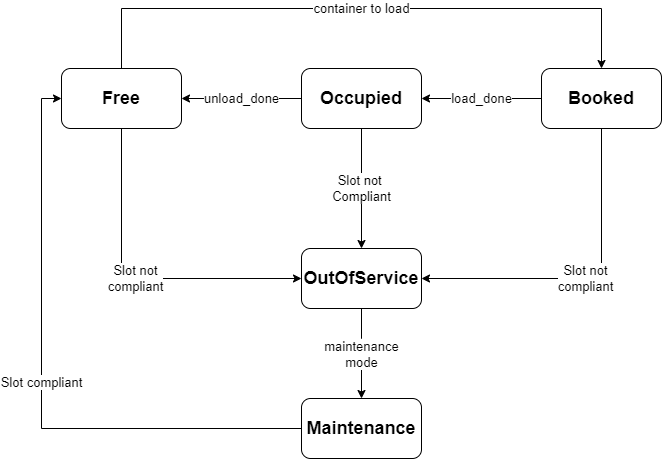 container to load
Free
unload_done
Occupied
load_done
Booked
Slot not
Compliant
Slot not
compliant
OutOfService
Slot not
compliant
maintenance
mode
Slot compliant
Maintenance